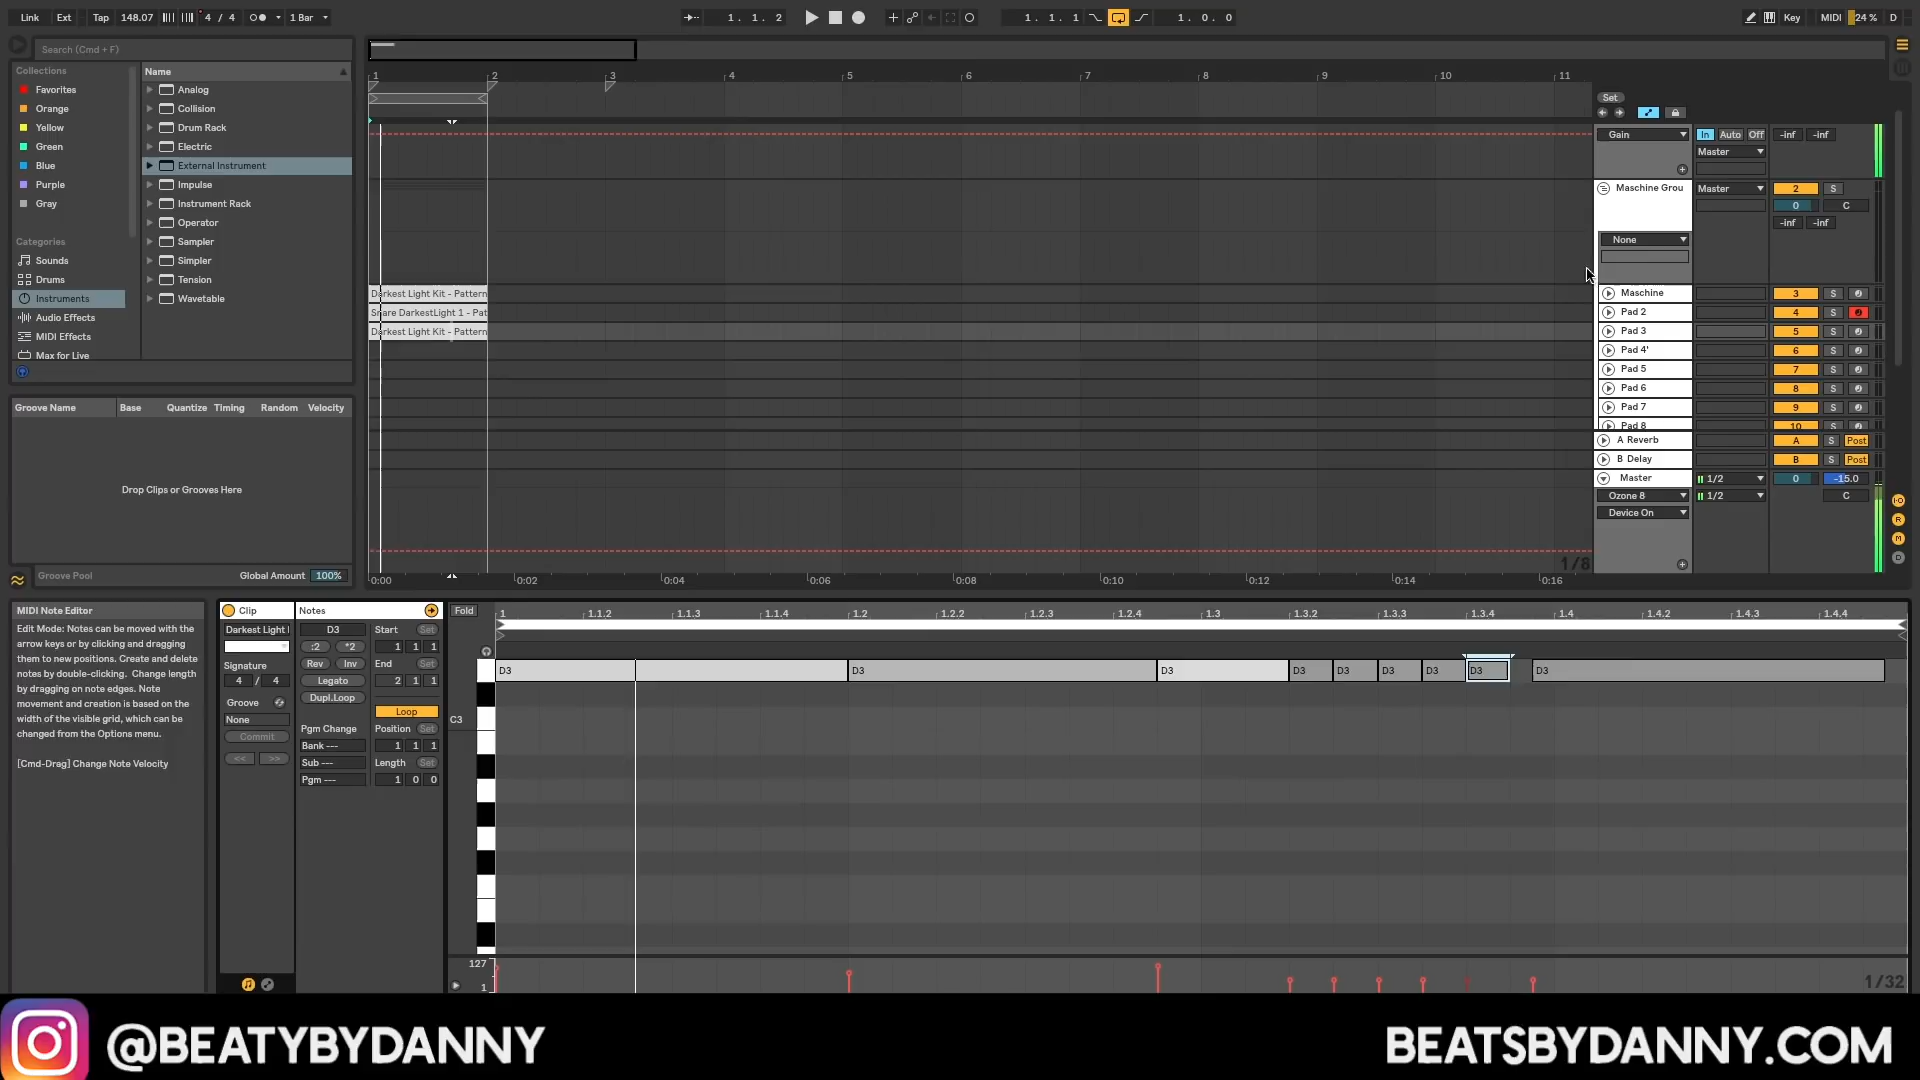 Link Ext Tap 148.07 4 / 4 1 Bar 1. 1. 2 1. 1. 1 1. 0. 0 Key MIDI 24 % D
Search (Cmd + F)
Collections
Favorites
Orange
Yellow
Green
Blue
Purple
Gray
Categories
Sounds
Drums
Instruments
Audio Effects
MIDI Effects
Max for Live
Name
Analog
Collision
Drum Rack
Electric
External Instrument
Impulse
Instrument Rack
Operator
Sampler
Simpler
Tension
Wavetable
Groove Name Base Quantize Timing Random Velocity
Drop Clips or Grooves Here
Groove Pool Global Amount 100%
1 2 3 4 5 6 7 8 9 10 11
Darkest Light Kit - Pattern
Snare DarkestLight 1 - Pat
Darkest Light Kit - Pattern
1/8
0:00 0:02 0:04 0:06 0:08 0:10 0:12 0:14 0:16
Set
Gain In Auto Off -inf -inf
Master
Maschine Grou Master 2 S
0 C
-inf -inf
None
Maschine 3 S
Pad 2 4 S
Pad 3 5 S
Pad 4' 6 S
Pad 5 7 S
Pad 6 8 S
Pad 7 9 S
Pad 8 10
A Reverb A S Post
B Delay B S Post
Master 1/2 0 -15.0
Ozone 8 1/2 C
Device On
I·O
R
M
D
MIDI Note Editor
Edit Mode: Notes can be moved with the
arrow keys or by clicking and dragging
them to new positions. Create and delete
notes by double-clicking. Change length
by dragging on note edges. Note
movement and creation is based on the
width of the visible grid, which can be
changed from the Options menu.
[Cmd-Drag] Change Note Velocity
Clip
Darkest Light
Signature
4 / 4
Groove
None
Commit
<< >>
Notes
D3 Start Set
:2 *2 1 1 1
Rev Inv End Set
Legato 2 1 1
Dupl.Loop
Loop
Pgm Change Position Set
Bank --- 1 1 1
Sub --- Length Set
Pgm --- 1 0 0
Fold 1 1.1.2 1.1.3 1.1.4 1.2 1.2.2 1.2.3 1.2.4 1.3 1.3.2 1.3.3 1.3.4 1.4 1.4.2 1.4.3 1.4.4
D3 D3 D3 D3 D3 D3 D3 D3 D3
C3
127
1
1/32
@BEATYBYDANNY
BEATSBYDANNY.COM